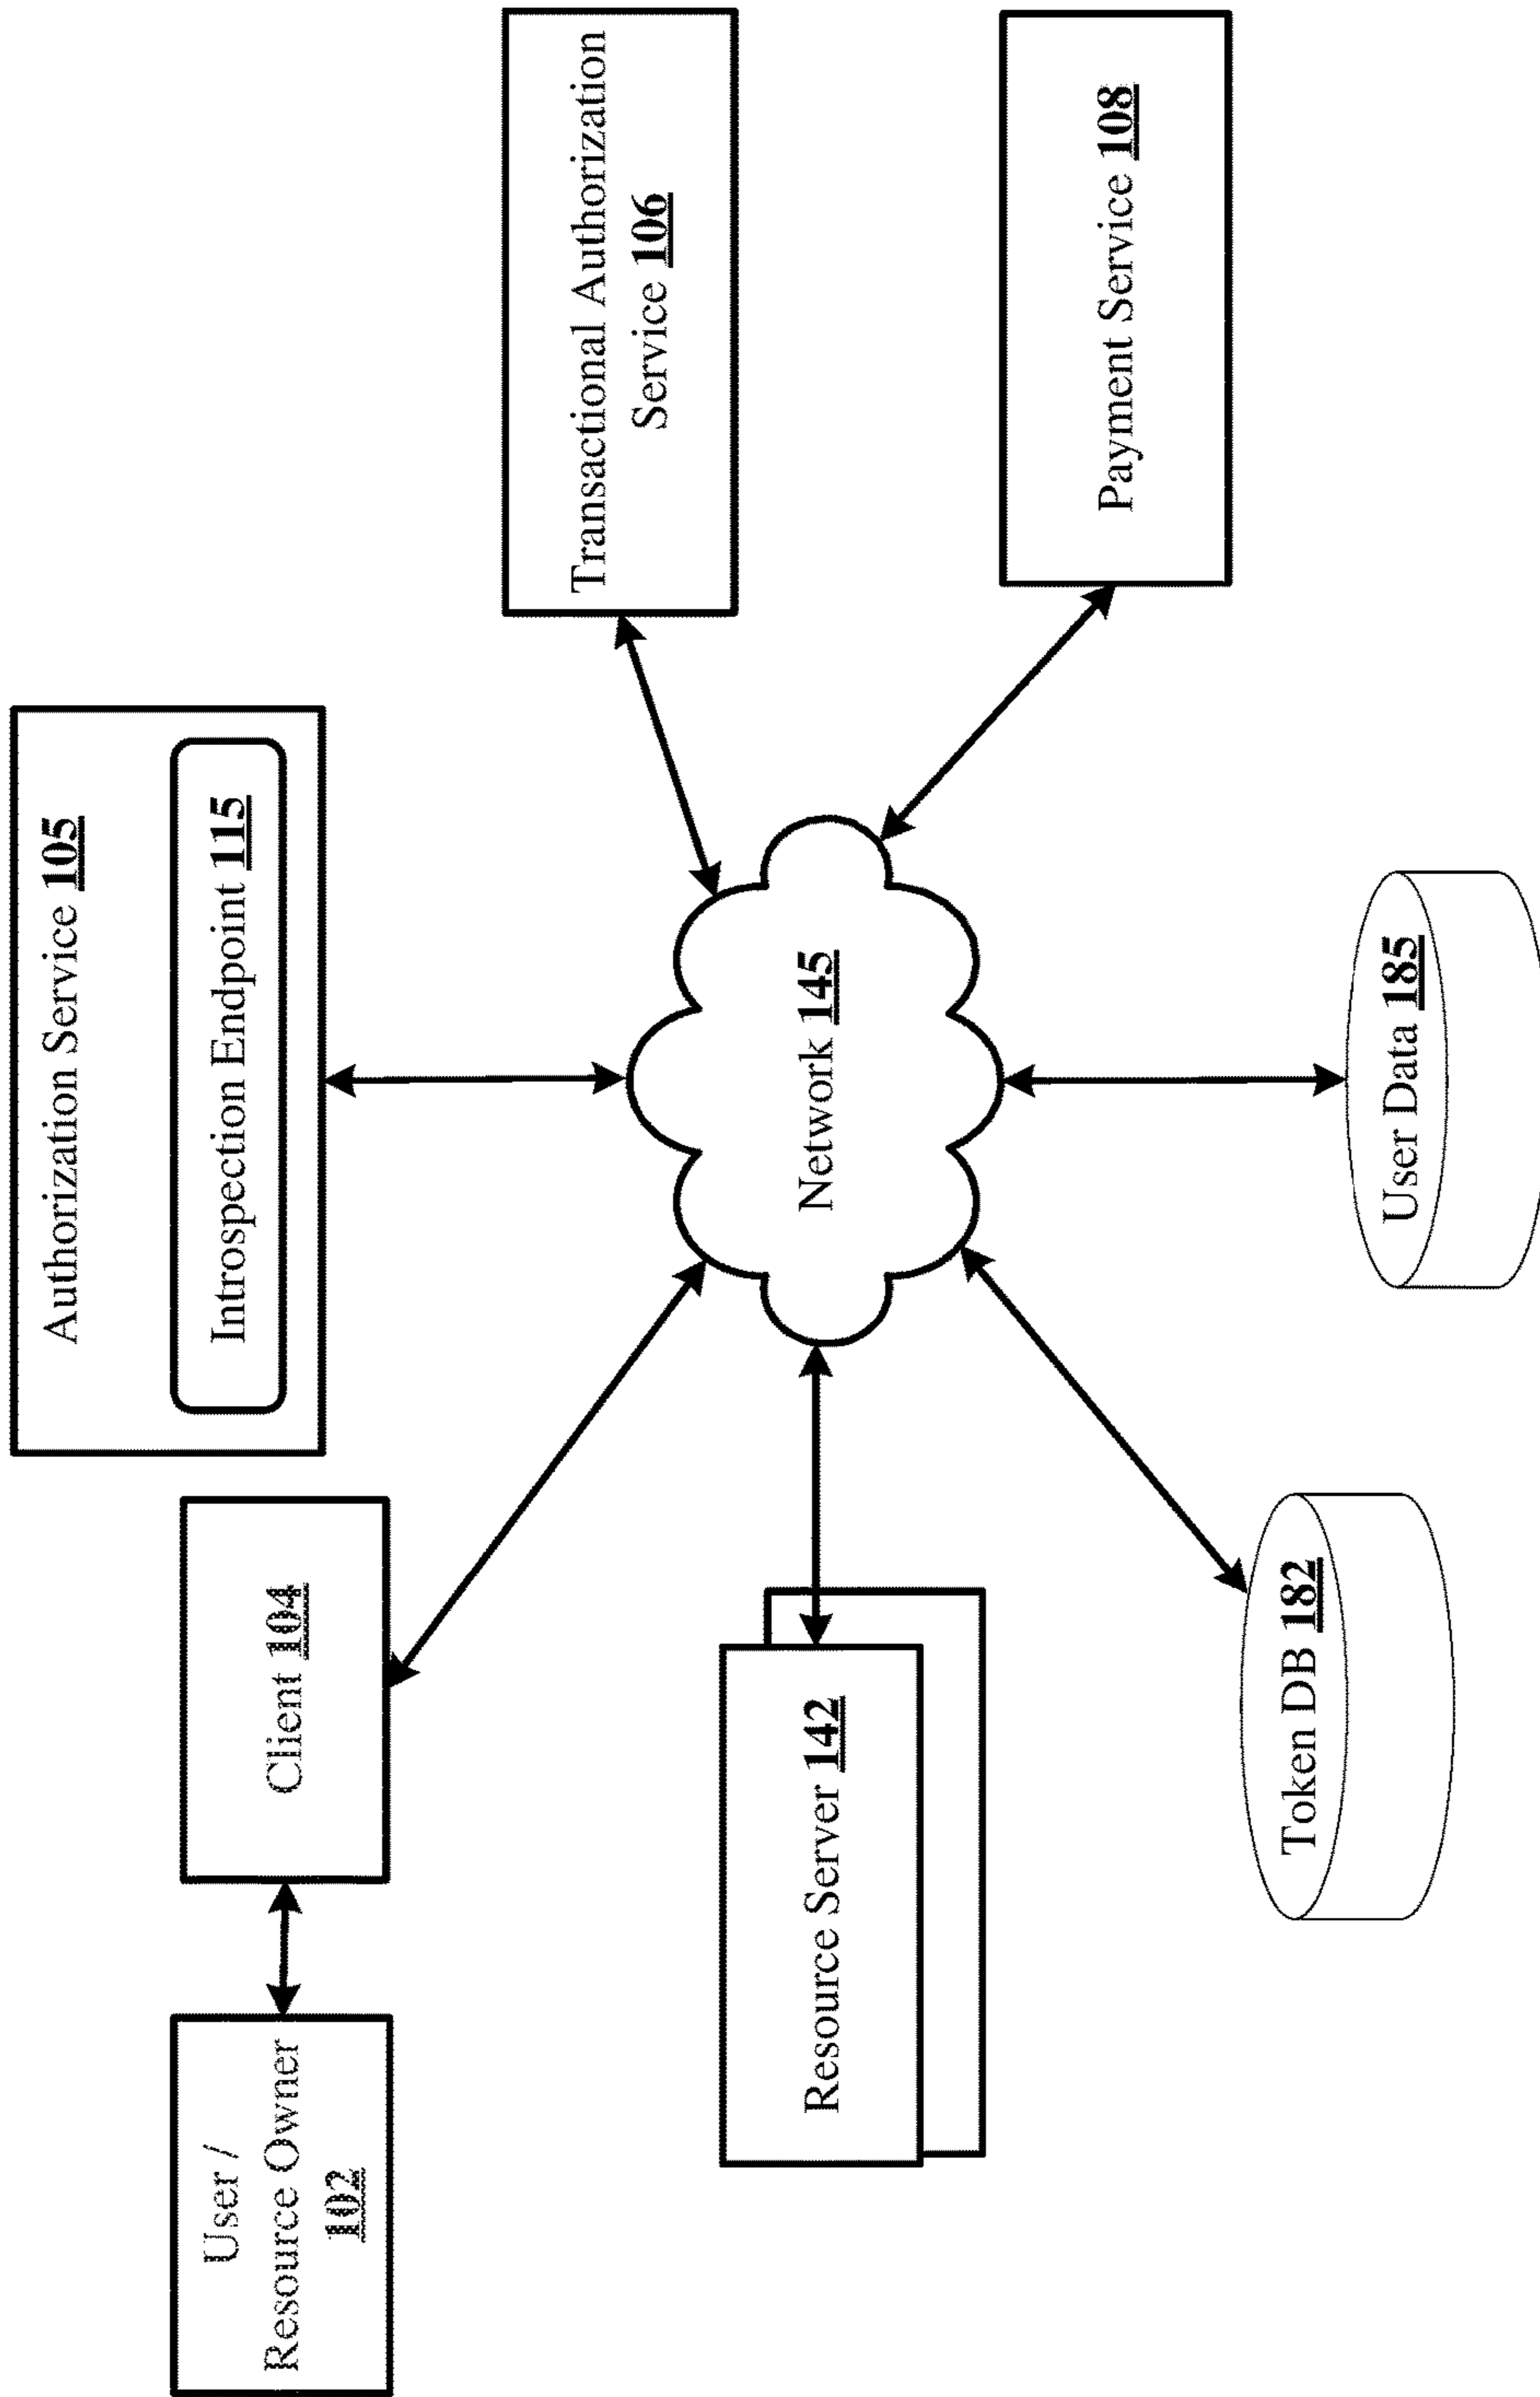 Authorization Service 105
Introspection Endpoint 115
User /
Resource Owner
102
Client 104
Transactional Authorization
Service 106
Resource Server 142
Network 145
Payment Service 108
Token DB 182
User Data 185